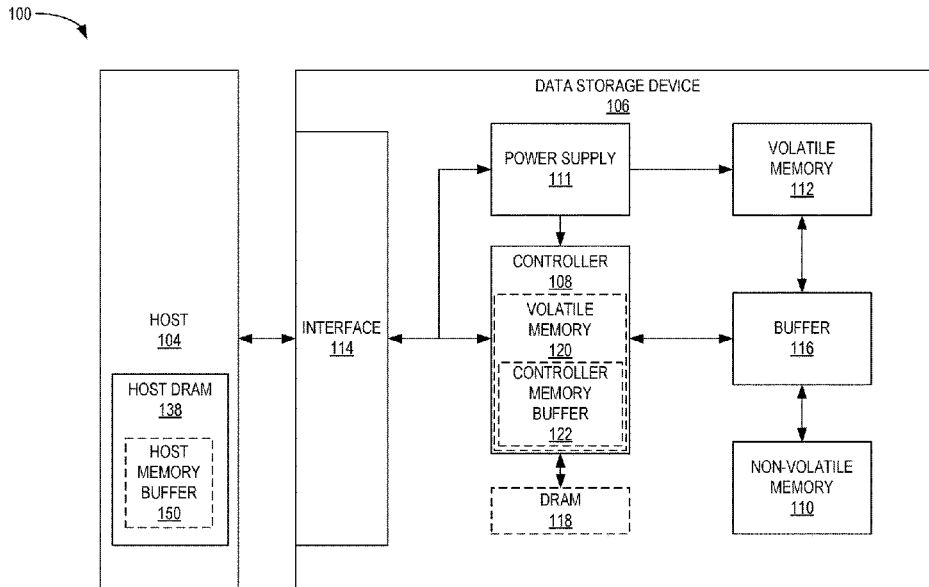 100
DATA STORAGE DEVICE
106
POWER SUPPLY
111
VOLATILE
MEMORY
112
CONTROLLER
108
VOLATILE
MEMORY
120
CONTROLLER
MEMORY
BUFFER
122
HOST
104
INTERFACE
114
BUFFER
116
HOST DRAM
138
HOST
MEMORY
BUFFER
150
DRAM
118
NON-VOLATILE
MEMORY
110